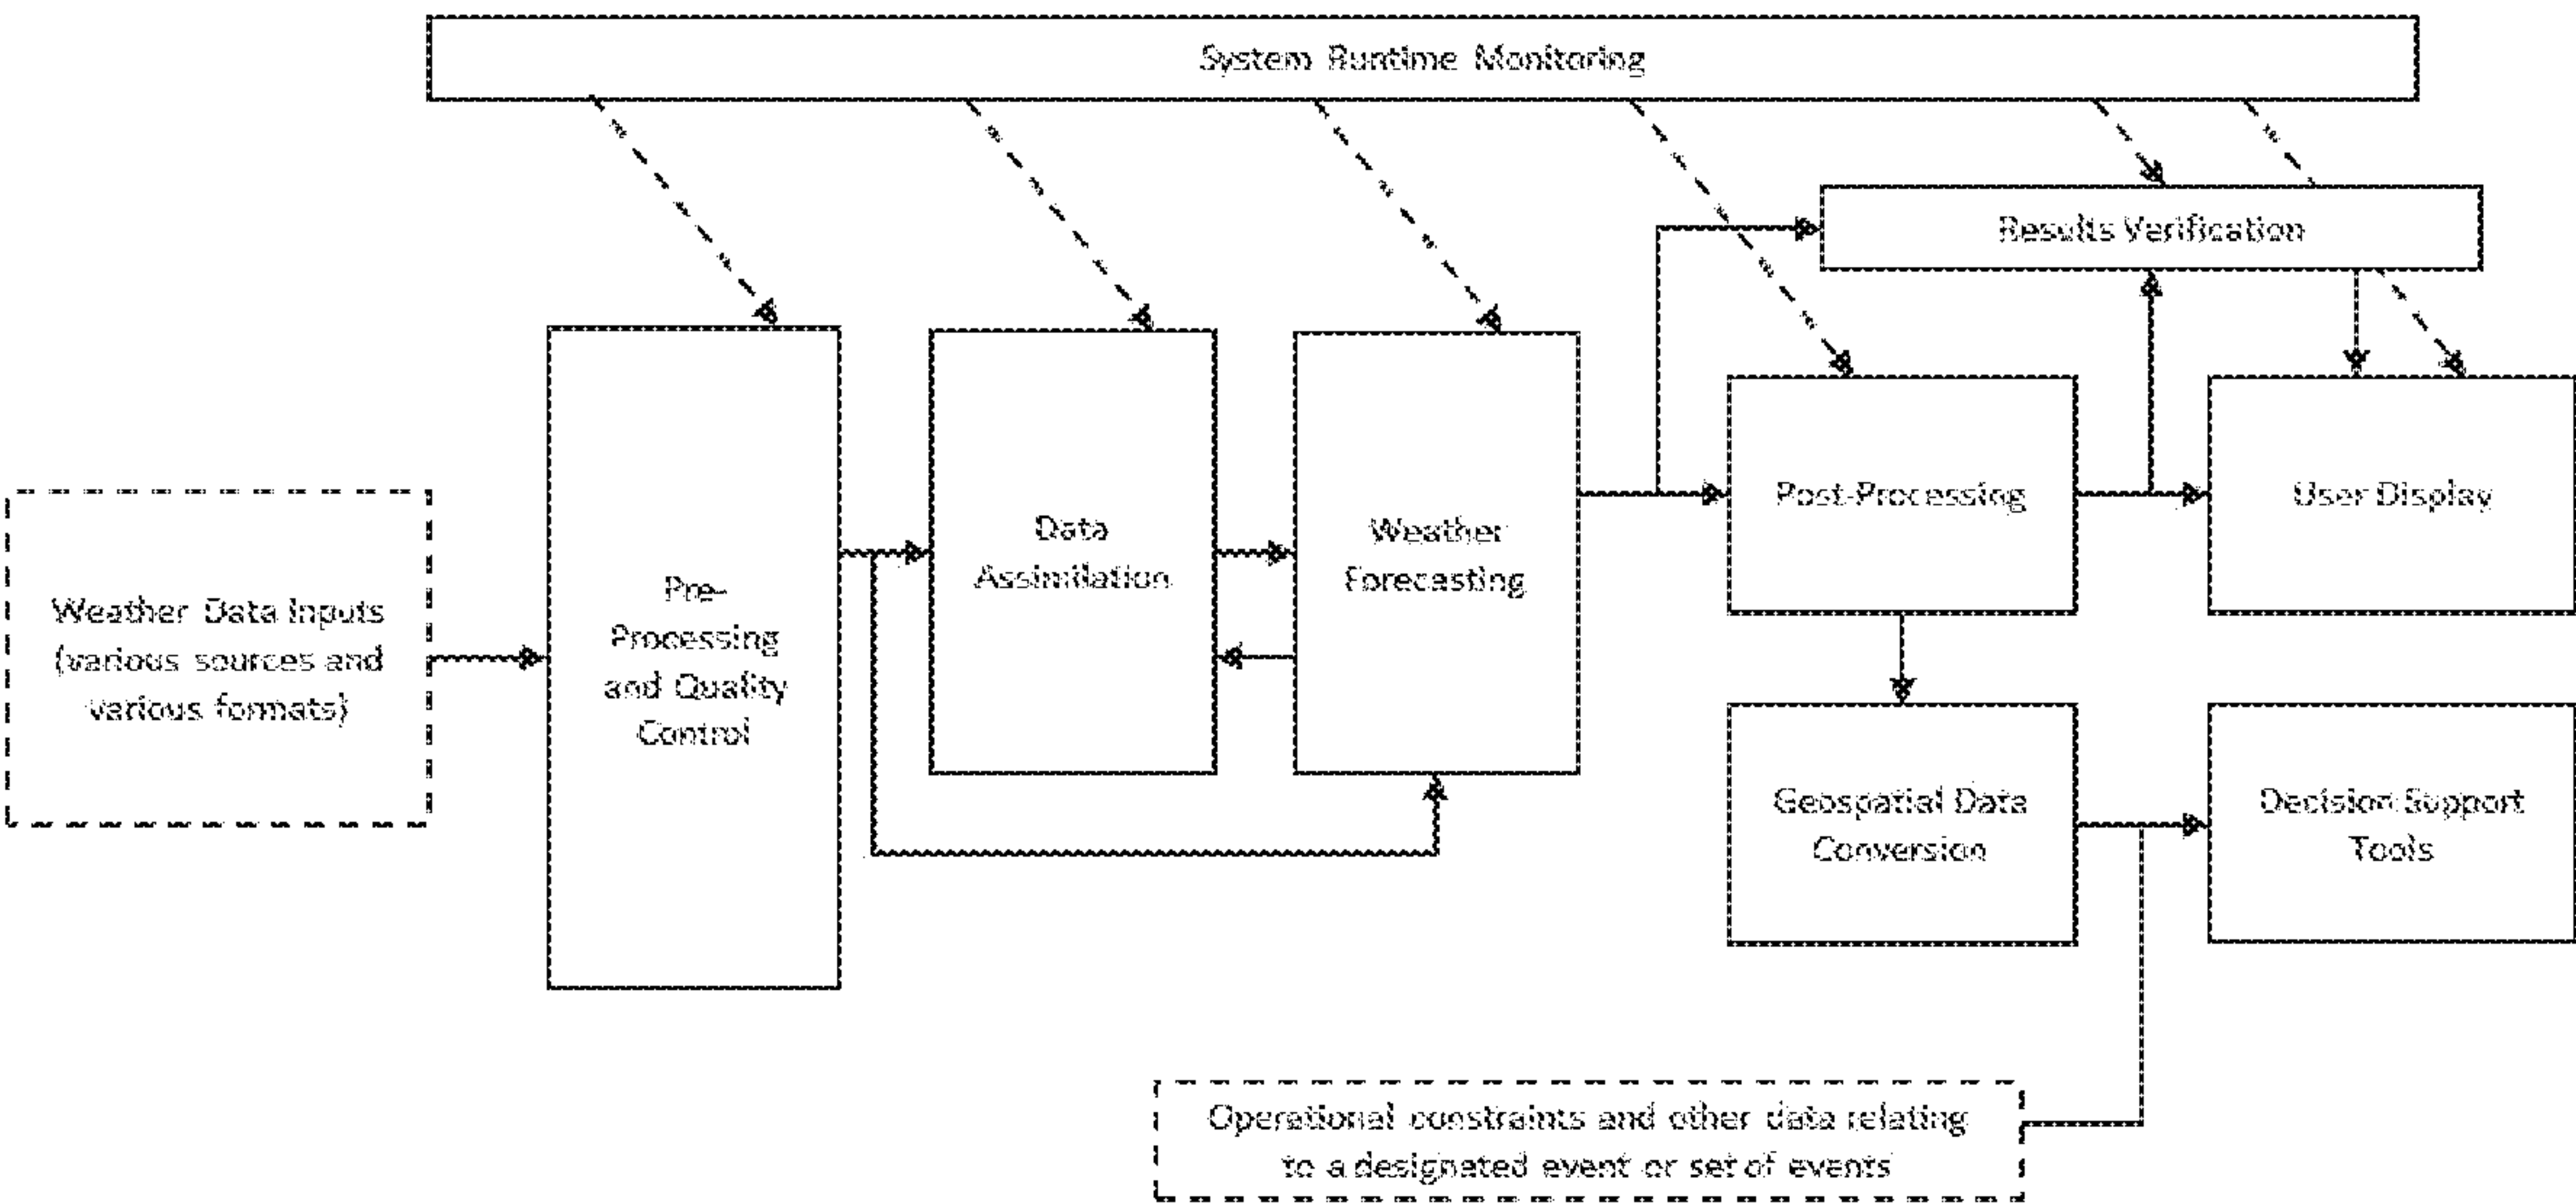 System Runtime Monitoring
Results Verification
Weather Data Inputs
(various sources and
various formats)
Pre-
Processing
and Quality
Control
Data
Assimilation
Weather
Forecasting
Post-Processing
User Display
Geospatial Data
Conversion
Decision Support
Tools
Operational constraints and other data relating
to a designated event or set of events